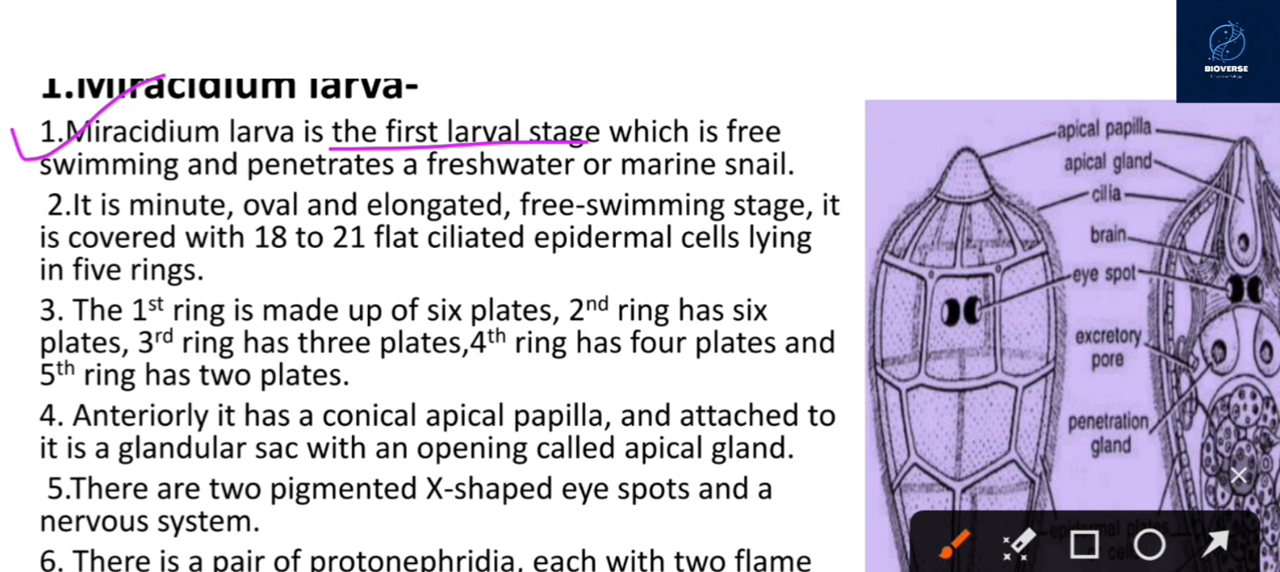 BIOVERSE
1.Miracidium larva-
1.Miracidium larva is the first larval stage which is free
swimming and penetrates a freshwater or marine snail.
2.It is minute, oval and elongated, free-swimming stage, it
is covered with 18 to 21 flat ciliated epidermal cells lying
in five rings.
3. The 1st ring is made up of six plates, 2nd ring has six
plates, 3rd ring has three plates,4th ring has four plates and
5th ring has two plates.
4. Anteriorly it has a conical apical papilla, and attached to
it is a glandular sac with an opening called apical gland.
5.There are two pigmented X-shaped eye spots and a
nervous system.
6. There is a pair of protonephridia, each with two flame
apical papilla
apical gland
cilia
brain
eye spot
excretory
pore
penetration
gland
epidermal plates